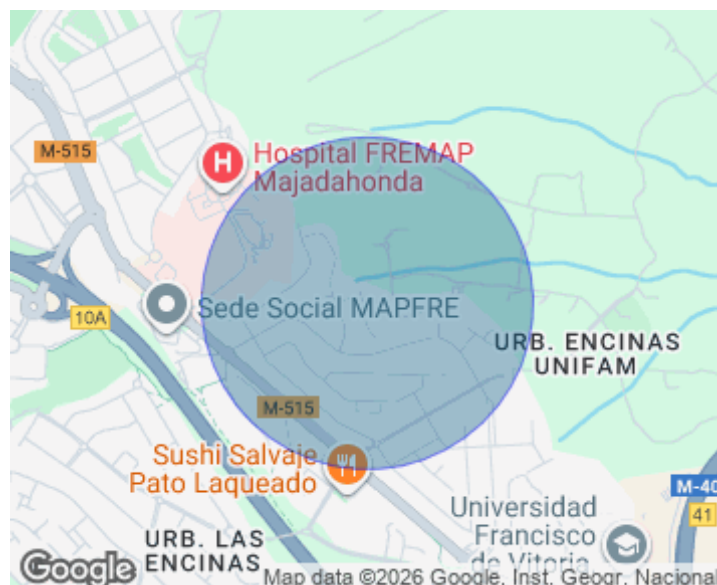 M-515
H
Hospital FREMAP
Majadahonda
Sede Social MAPFRE
10A
URB. ENCINAS
UNIFAM
M-515
Sushi Salvaje
Pato Laqueado
M-40
41
Universidad
Francisco
de Vitoria
URB. LAS
ENCINAS
Google
Map data ©2026 Google, Inst. Geogr. Nacional